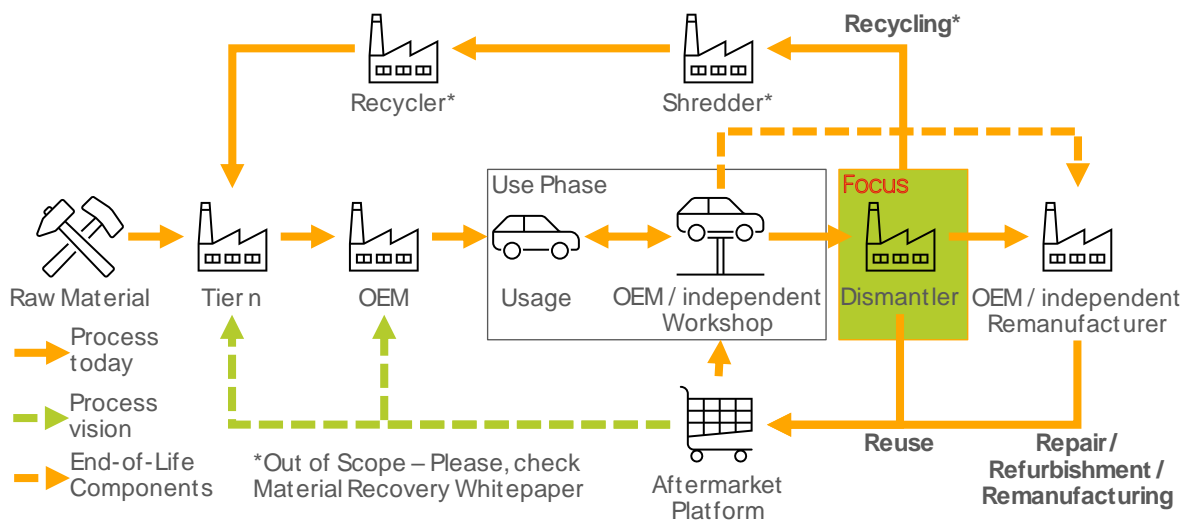 Recycling*
Recycler*
Shredder*
Use Phase
Focus
Raw Material
Tier n
OEM
Usage
OEM / independent
Workshop
Dismantler
OEM / independent
Remanufacturer
Process
today
Process
vision
End-of-Life
Components
*Out of Scope – Please, check
Material Recovery Whitepaper
Aftermarket
Platform
Reuse
Repair /
Refurbishment /
Remanufacturing